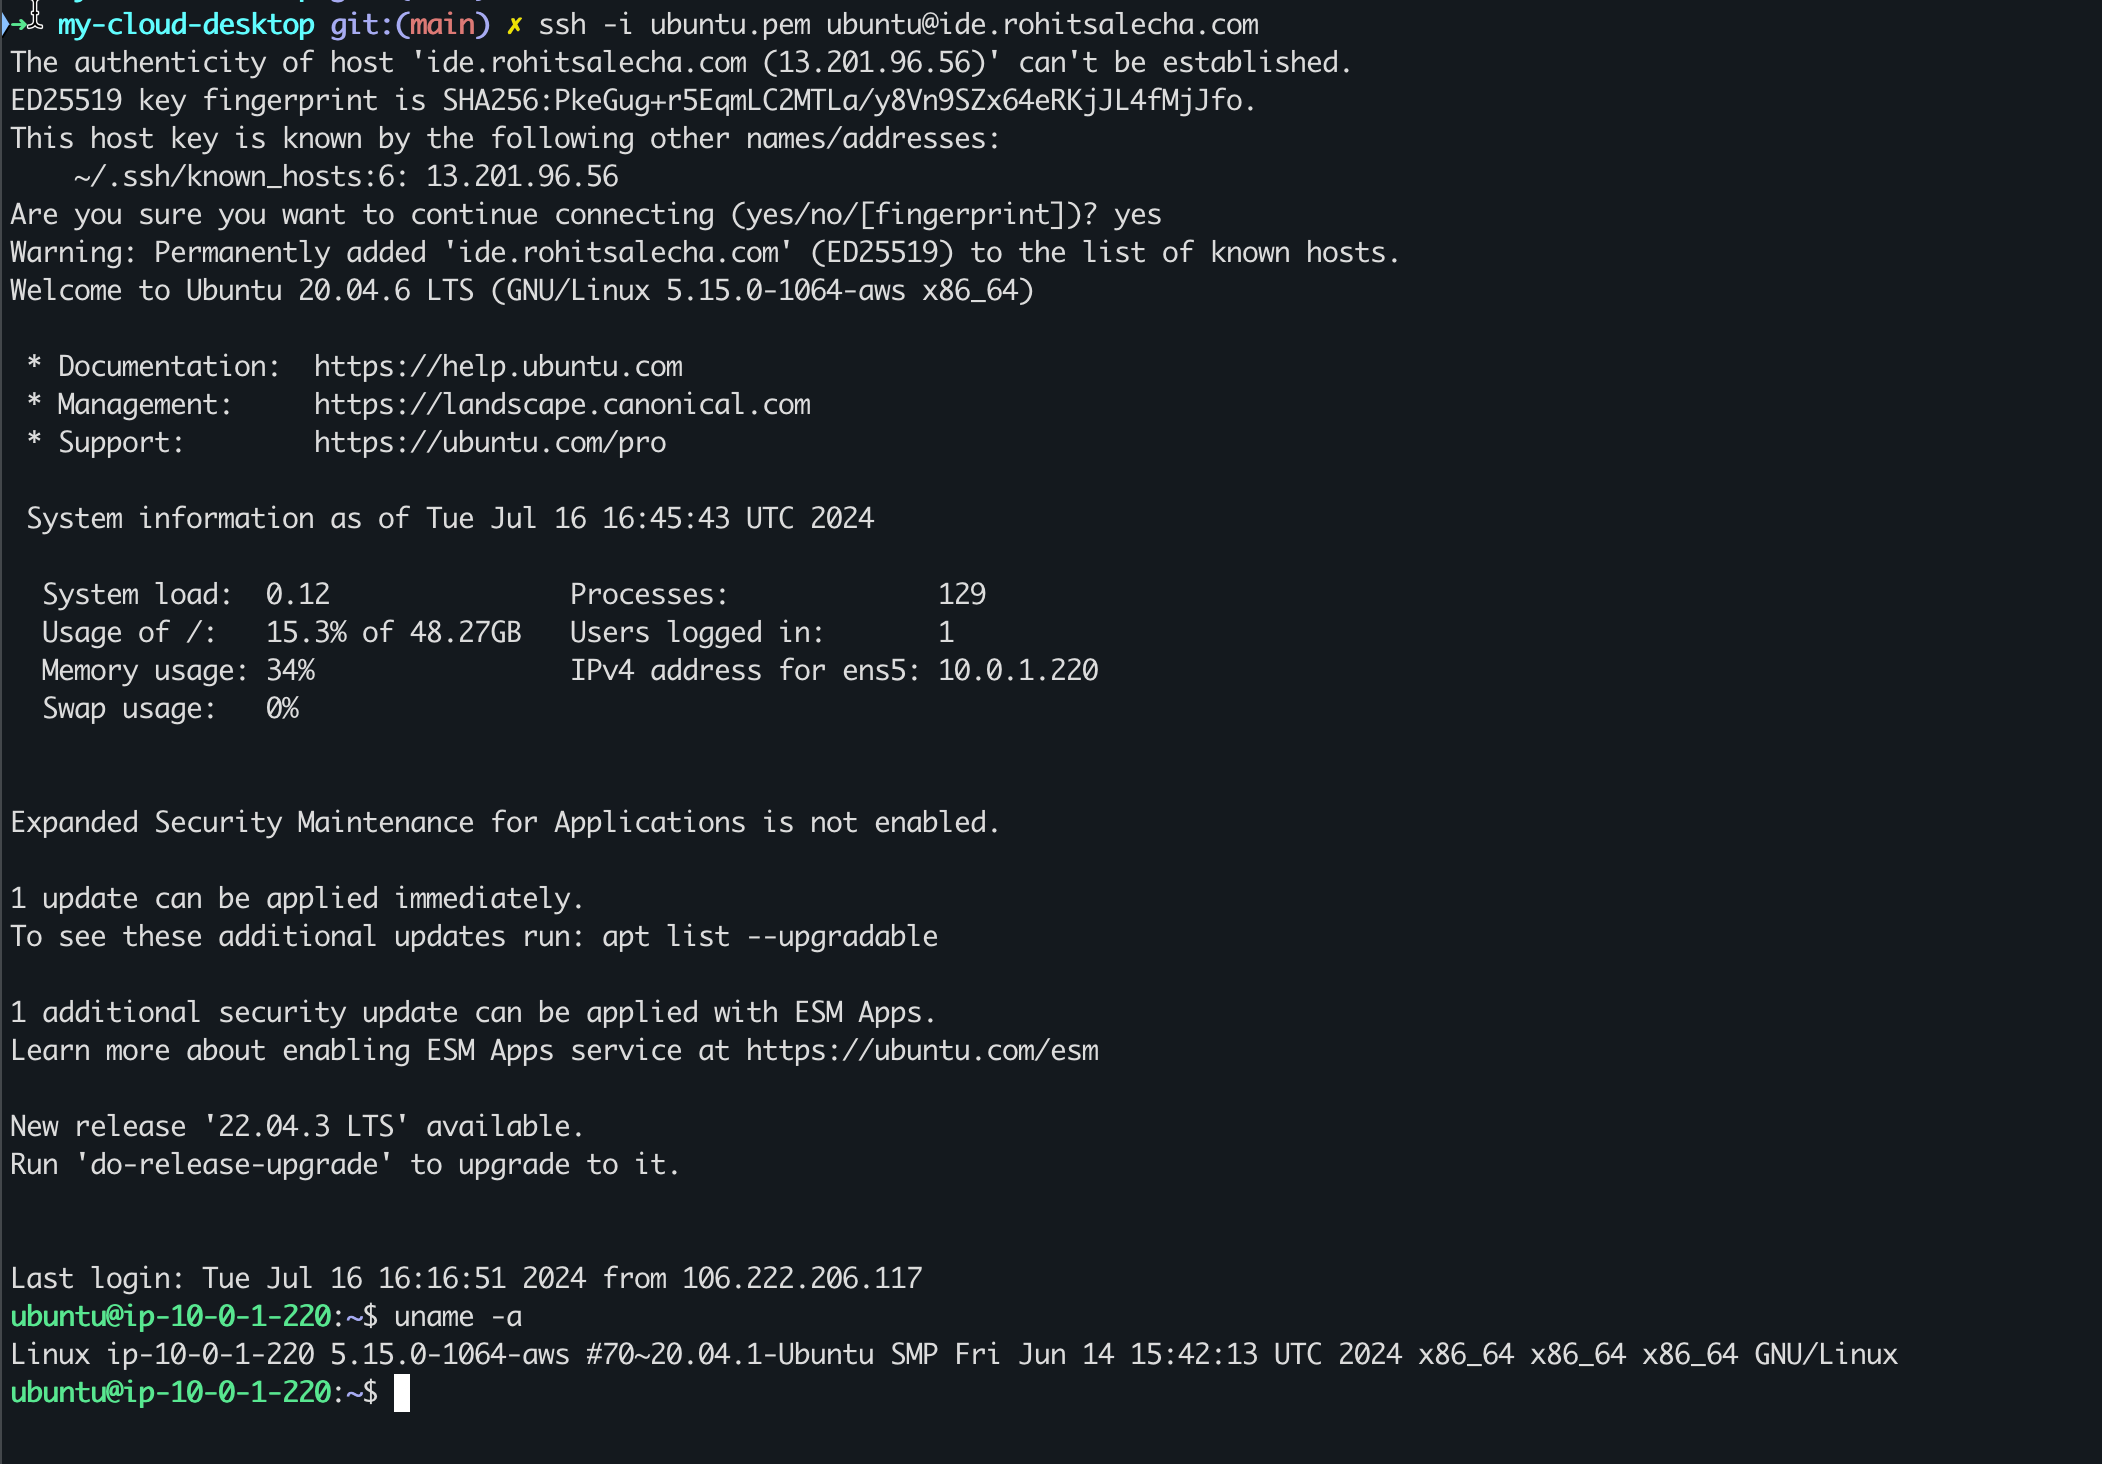 ➜ my-cloud-desktop git:(main) ✗ ssh -i ubuntu.pem ubuntu@ide.rohitsalecha.com
The authenticity of host 'ide.rohitsalecha.com (13.201.96.56)' can't be established.
ED25519 key fingerprint is SHA256:PkeGug+r5EqmLC2MTLa/y8Vn9SZx64eRKjJL4fMjJfo.
This host key is known by the following other names/addresses:
    ~/.ssh/known_hosts:6: 13.201.96.56
Are you sure you want to continue connecting (yes/no/[fingerprint])? yes
Warning: Permanently added 'ide.rohitsalecha.com' (ED25519) to the list of known hosts.
Welcome to Ubuntu 20.04.6 LTS (GNU/Linux 5.15.0-1064-aws x86_64)

 * Documentation:  https://help.ubuntu.com
 * Management:     https://landscape.canonical.com
 * Support:        https://ubuntu.com/pro

 System information as of Tue Jul 16 16:45:43 UTC 2024

  System load:  0.12               Processes:             129
  Usage of /:   15.3% of 48.27GB   Users logged in:       1
  Memory usage: 34%                IPv4 address for ens5: 10.0.1.220
  Swap usage:   0%

Expanded Security Maintenance for Applications is not enabled.

1 update can be applied immediately.
To see these additional updates run: apt list --upgradable

1 additional security update can be applied with ESM Apps.
Learn more about enabling ESM Apps service at https://ubuntu.com/esm

New release '22.04.3 LTS' available.
Run 'do-release-upgrade' to upgrade to it.

Last login: Tue Jul 16 16:16:51 2024 from 106.222.206.117
ubuntu@ip-10-0-1-220:~$ uname -a
Linux ip-10-0-1-220 5.15.0-1064-aws #70~20.04.1-Ubuntu SMP Fri Jun 14 15:42:13 UTC 2024 x86_64 x86_64 x86_64 GNU/Linux
ubuntu@ip-10-0-1-220:~$